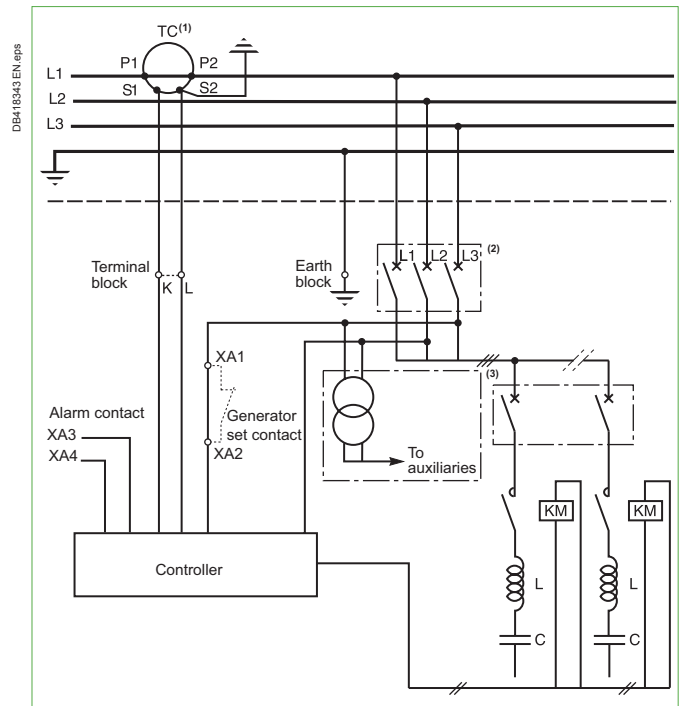 DB418343 EN.eps
TC(1)
P1 P2
L1
S1 S2
L2
L3
L1 L2 L3 (2)
Terminal
block
K L
Earth
block
XA1
(3)
Alarm contact
XA3
XA4
Generator
set contact
XA2
To
auxiliaries
KM KM
Controller
L L
C C